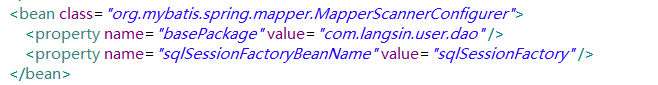 <bean class="org.mybatis.spring.mapper.MapperScannerConfigurer">
<property name="basePackage" value="com.langsin.user.dao" />
<property name="sqlSessionFactoryBeanName" value="sqlSessionFactory" />
</bean>